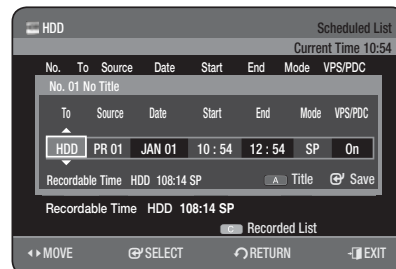 HDD Scheduled List
Current Time 10:54
No. To Source Date Start End Mode VPS/PDC
No. 01 No Title
To Source Date Start End Mode VPS/PDC
HDD PR 01 JAN 01 10 : 54 12 : 54 SP On
Recordable Time HDD 108:14 SP A Title Save
Recordable Time HDD 108:14 SP
C Recorded List
MOVE SELECT RETURN EXIT